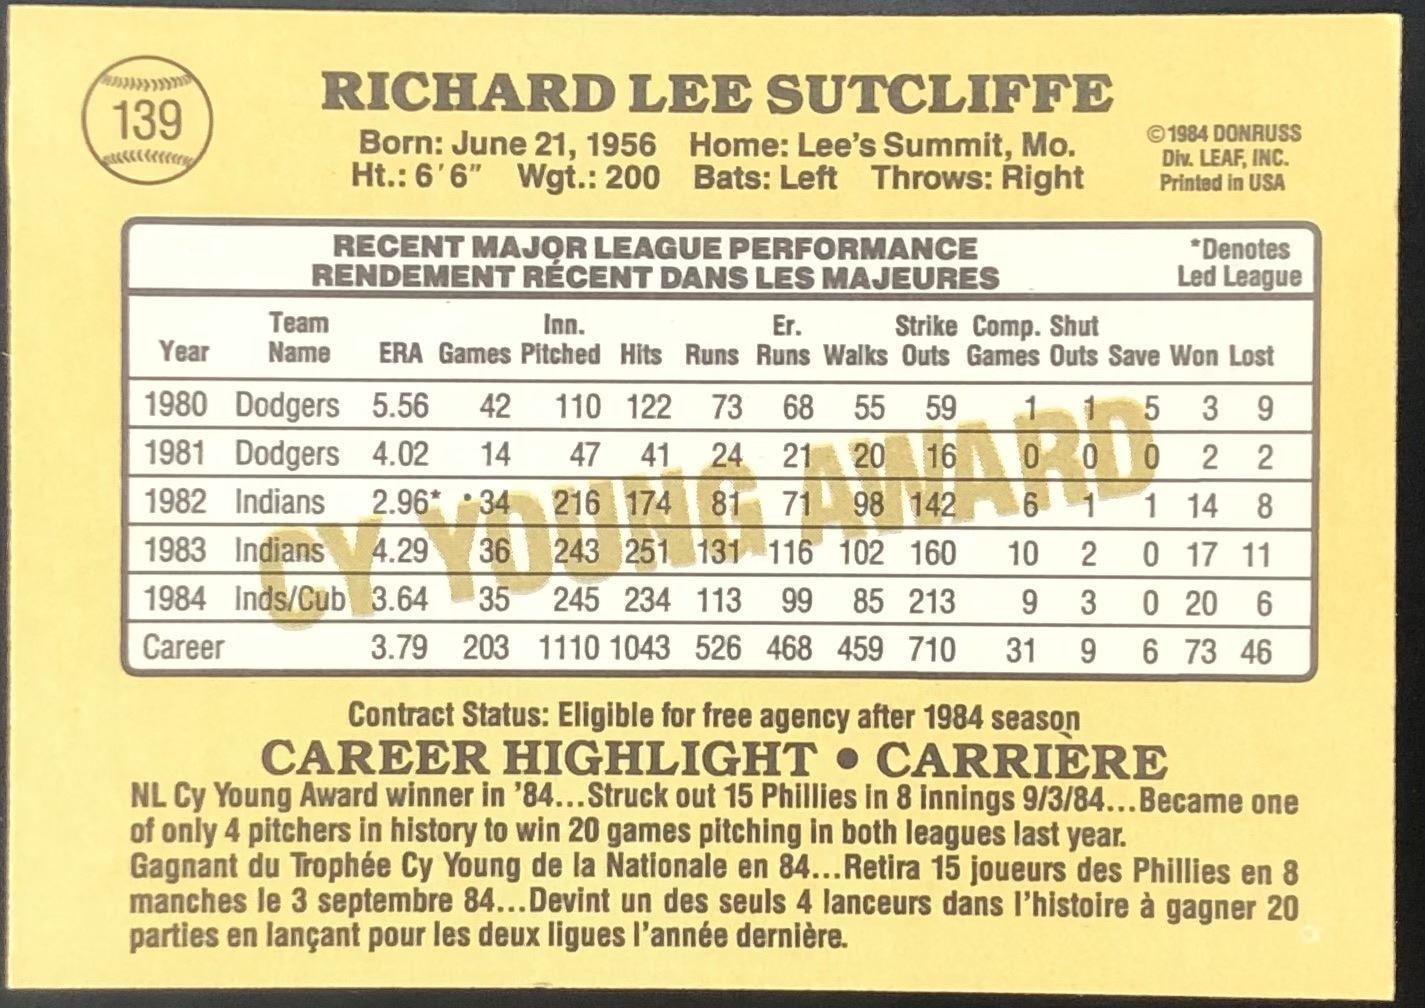 139
RICHARD LEE SUTCLIFFE
Born: June 21, 1956 Home: Lee's Summit, Mo.
Ht.: 6'6" Wgt.: 200 Bats: Left Throws: Right
©1984 DONRUSS
Div. LEAF, INC.
Printed in USA
RECENT MAJOR LEAGUE PERFORMANCE
RENDEMENT RÉCENT DANS LES MAJEURES
*Denotes
Led League
Team Inn. Er. Strike Comp. Shut
Year Name ERA Games Pitched Hits Runs Runs Walks Outs Games Outs Save Won Lost
1980 Dodgers 5.56 42 110 122 73 68 55 59 1 1 5 3 9
1981 Dodgers 4.02 14 47 41 24 21 20 16 0 0 0 2 2
1982 Indians 2.96* •34 216 174 81 71 98 142 6 1 1 14 8
1983 Indians 4.29 36 243 251 131 116 102 160 10 2 0 17 11
1984 Inds/Cub 3.64 35 245 234 113 99 85 213 9 3 0 20 6
Career 3.79 203 1110 1043 526 468 459 710 31 9 6 73 46
CY YOUNG AWARD
Contract Status: Eligible for free agency after 1984 season
CAREER HIGHLIGHT • CARRIÈRE
NL Cy Young Award winner in '84...Struck out 15 Phillies in 8 innings 9/3/84...Became one
of only 4 pitchers in history to win 20 games pitching in both leagues last year.
Gagnant du Trophée Cy Young de la Nationale en 84...Retira 15 joueurs des Phillies en 8
manches le 3 septembre 84...Devint un des seuls 4 lanceurs dans l'histoire à gagner 20
parties en lançant pour les deux ligues l'année dernière.